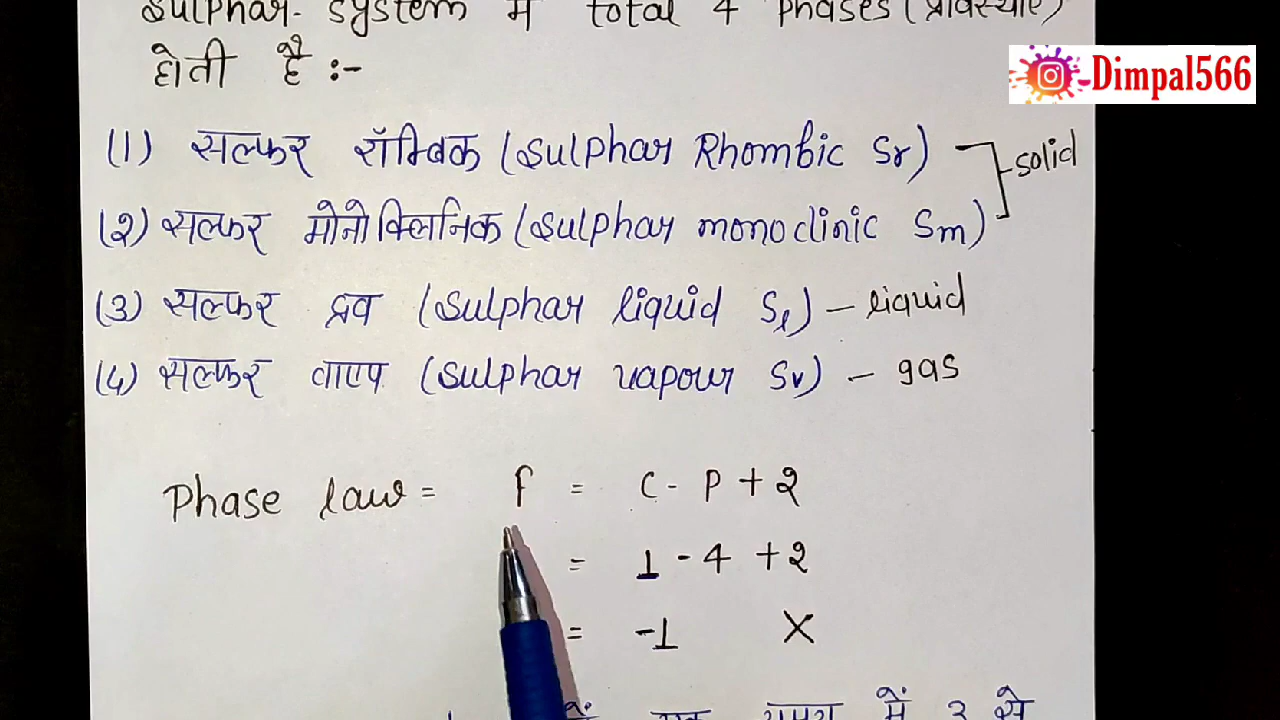 Sulphar- system में total 4 phases (प्रावस्थाएँ)
होती है :-
-Dimpal566
(1) सल्फर रॉम्बिक (Sulphar Rhombic Sr)
-solid
(2) सल्फर मोनोक्लिनिक (Sulphar monoclinic Sm)
(3) सल्फर द्रव (Sulphar liquid Sl) - liquid
(4) सल्फर वाष्प (Sulphar vapour Sv) - gas
Phase law = F = C - P + 2
= 1 - 4 + 2
= -1 X
में 3 से